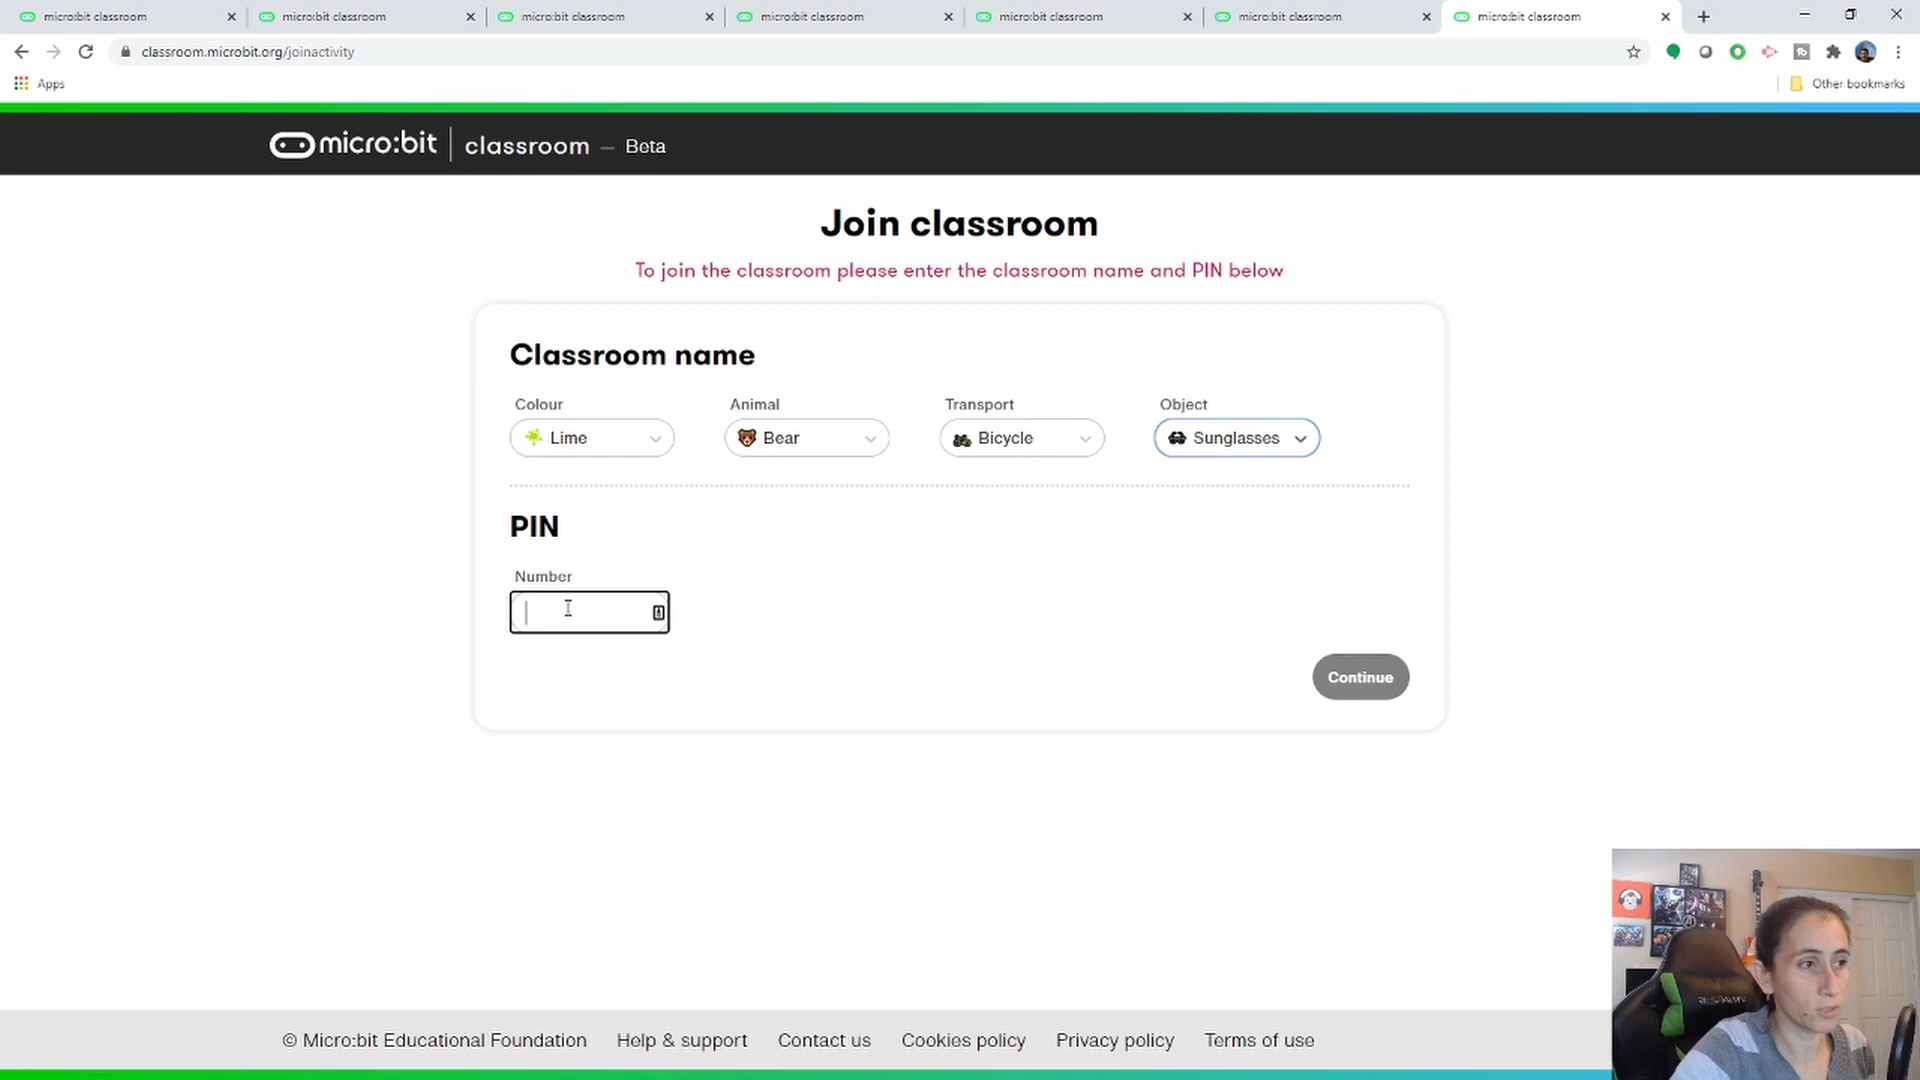 micro:bit classroom micro:bit classroom micro:bit classroom micro:bit classroom micro:bit classroom micro:bit classroom micro:bit classroom
classroom.microbit.org/joinactivity
Apps Other bookmarks
micro:bit classroom — Beta
Join classroom
To join the classroom please enter the classroom name and PIN below
Classroom name
Colour Animal Transport Object
Lime Bear Bicycle Sunglasses
PIN
Number
Continue
© Micro:bit Educational Foundation Help & support Contact us Cookies policy Privacy policy Terms of use